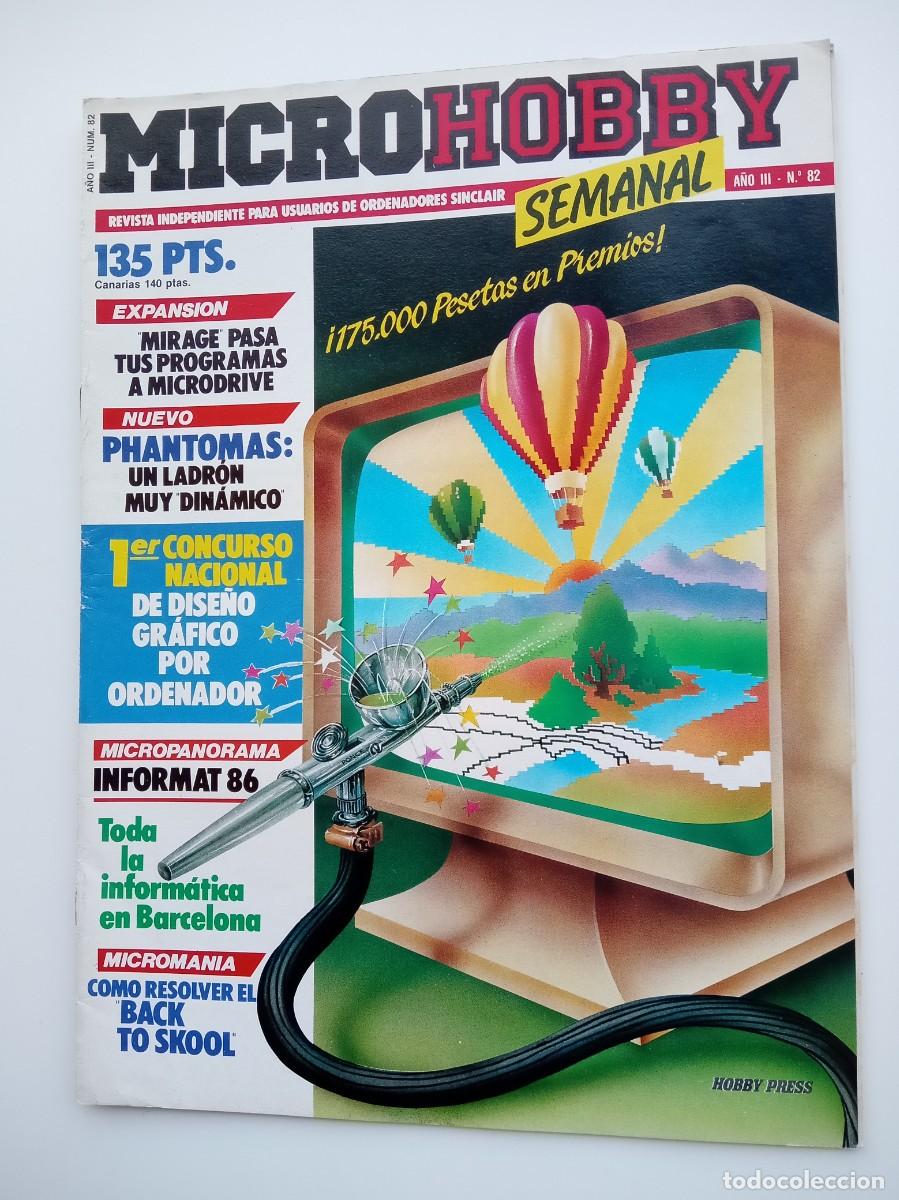 AÑO III - NUM. 82
MICROHOBBY
SEMANAL
AÑO III - N.º 82
REVISTA INDEPENDIENTE PARA USUARIOS DE ORDENADORES SINCLAIR
135 PTS.
Canarias 140 ptas.
¡175.000 Pesetas en Premios!
EXPANSION
"MIRAGE" PASA
TUS PROGRAMAS
A MICRODRIVE
NUEVO
PHANTOMAS:
UN LADRÓN
MUY "DINÁMICO"
1er CONCURSO
NACIONAL
DE DISEÑO
GRÁFICO
POR
ORDENADOR
MICROPANORAMA
INFORMAT 86
Toda
la
informática
en Barcelona
MICROMANIA
COMO RESOLVER EL
"BACK
TO SKOOL"
HOBBY PRESS
todocoleccion